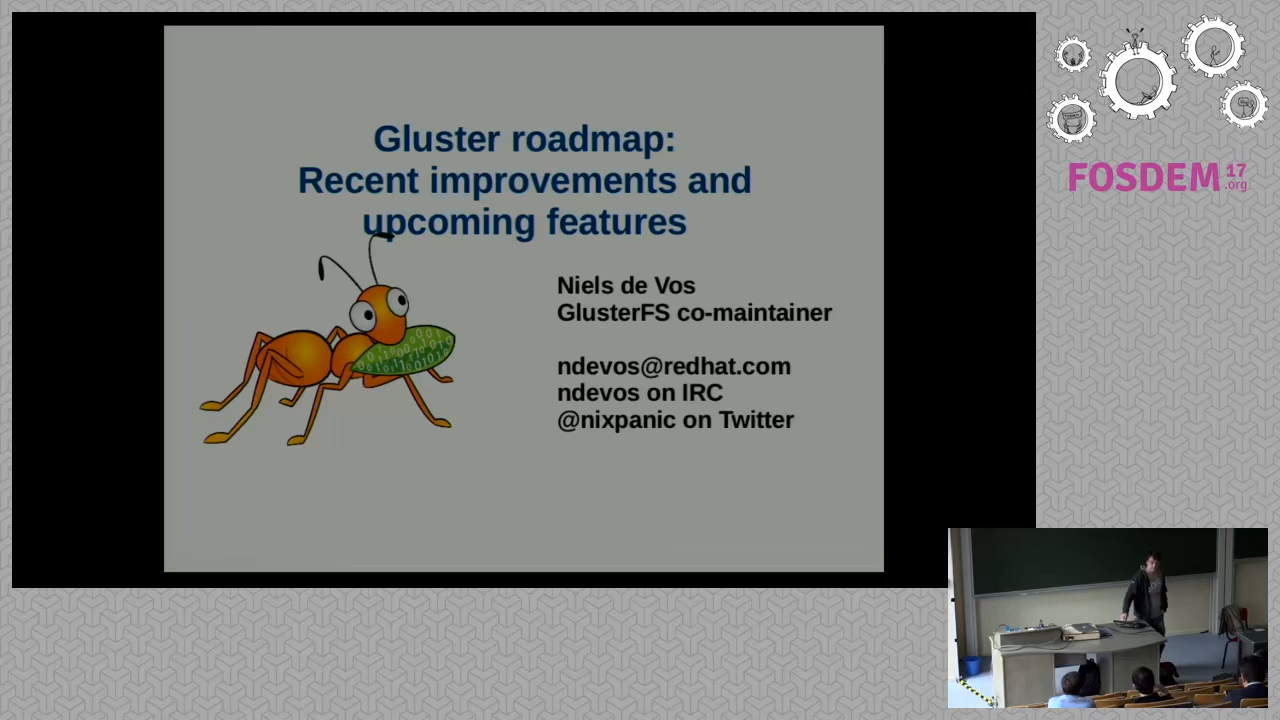 Gluster roadmap:
Recent improvements and
upcoming features
Niels de Vos
GlusterFS co-maintainer
ndevos@redhat.com
ndevos on IRC
@nixpanic on Twitter
FOSDEM 17
.org